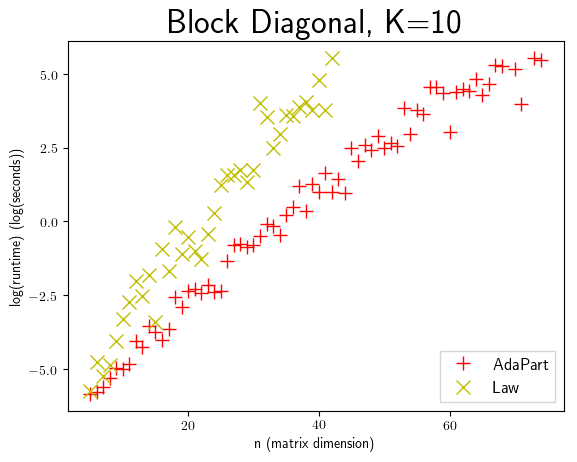 Block Diagonal, K=10
log(runtime) (log(seconds))
5.0
2.5
0.0
−2.5
−5.0
20
40
60
n (matrix dimension)
AdaPart
Law